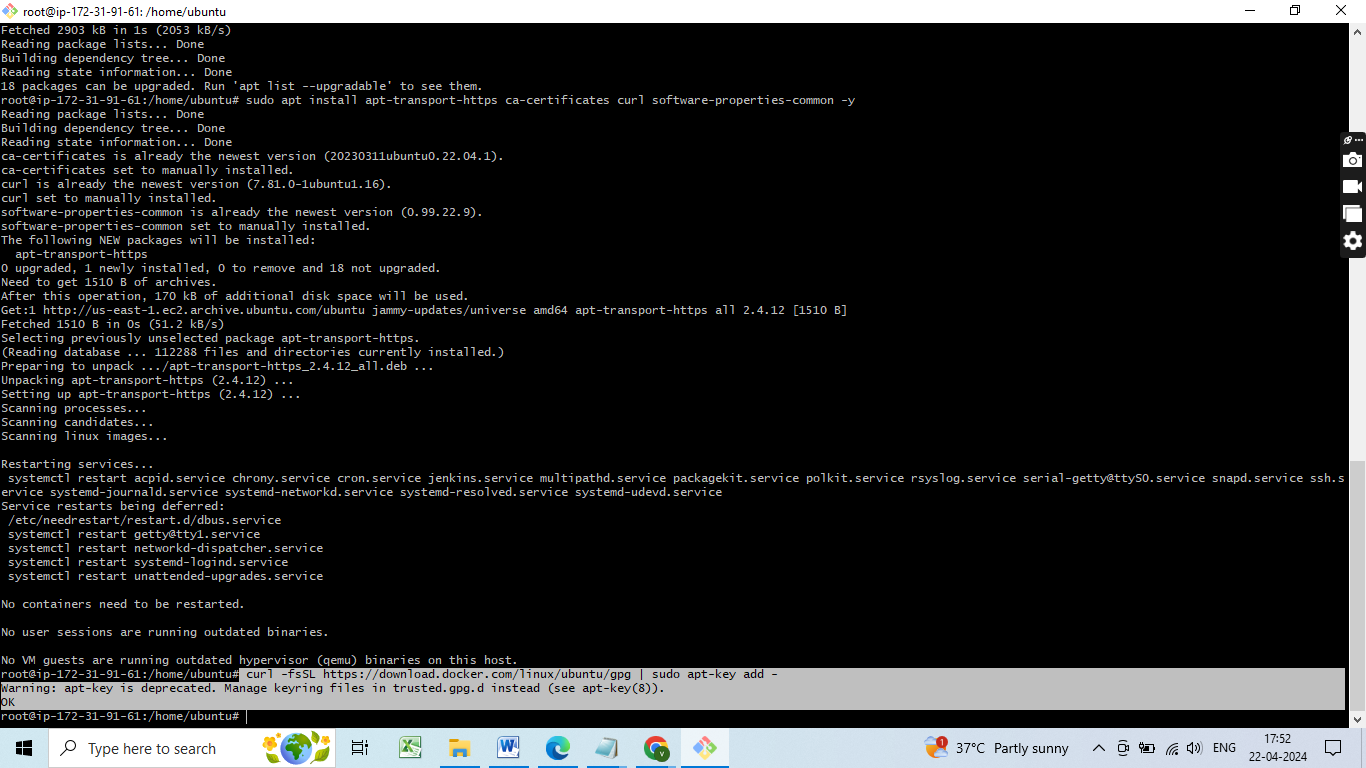 root@ip-172-31-91-61: /home/ubuntu
Fetched 2903 kB in 1s (2053 kB/s)
Reading package lists... Done
Building dependency tree... Done
Reading state information... Done
18 packages can be upgraded. Run 'apt list --upgradable' to see them.
root@ip-172-31-91-61:/home/ubuntu# sudo apt install apt-transport-https ca-certificates curl software-properties-common -y
Reading package lists... Done
Building dependency tree... Done
Reading state information... Done
ca-certificates is already the newest version (20230311ubuntu0.22.04.1).
ca-certificates set to manually installed.
curl is already the newest version (7.81.0-1ubuntu1.16).
curl set to manually installed.
software-properties-common is already the newest version (0.99.22.9).
software-properties-common set to manually installed.
The following NEW packages will be installed:
  apt-transport-https
0 upgraded, 1 newly installed, 0 to remove and 18 not upgraded.
Need to get 1510 B of archives.
After this operation, 170 kB of additional disk space will be used.
Get:1 http://us-east-1.ec2.archive.ubuntu.com/ubuntu jammy-updates/universe amd64 apt-transport-https all 2.4.12 [1510 B]
Fetched 1510 B in 0s (51.2 kB/s)
Selecting previously unselected package apt-transport-https.
(Reading database ... 112288 files and directories currently installed.)
Preparing to unpack .../apt-transport-https_2.4.12_all.deb ...
Unpacking apt-transport-https (2.4.12) ...
Setting up apt-transport-https (2.4.12) ...
Scanning processes...
Scanning candidates...
Scanning linux images...
Restarting services...
 systemctl restart acpid.service chrony.service cron.service jenkins.service multipathd.service packagekit.service polkit.service rsyslog.service serial-getty@ttyS0.service snapd.service ssh.s
ervice systemd-journald.service systemd-networkd.service systemd-resolved.service systemd-udevd.service
Service restarts being deferred:
 /etc/needrestart/restart.d/dbus.service
 systemctl restart getty@tty1.service
 systemctl restart networkd-dispatcher.service
 systemctl restart systemd-logind.service
 systemctl restart unattended-upgrades.service
No containers need to be restarted.
No user sessions are running outdated binaries.
No VM guests are running outdated hypervisor (qemu) binaries on this host.
root@ip-172-31-91-61:/home/ubuntu# curl -fsSL https://download.docker.com/linux/ubuntu/gpg | sudo apt-key add -
Warning: apt-key is deprecated. Manage keyring files in trusted.gpg.d instead (see apt-key(8)).
OK
root@ip-172-31-91-61:/home/ubuntu#
Type here to search
1
37°C Partly sunny
ENG
17:52
22-04-2024